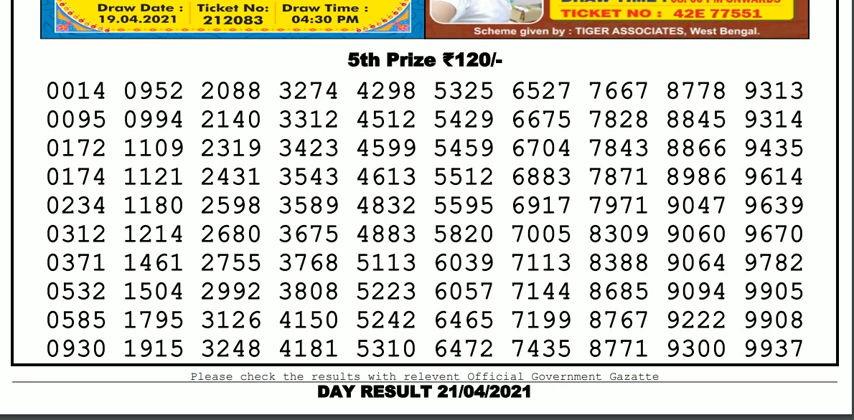 Draw Date : Ticket No: Draw Time :
19.04.2021 212083 04:30 PM
TICKET NO : 42E 77551
Scheme given by : TIGER ASSOCIATES, West Bengal.
5th Prize ₹120/-
0014 0952 2088 3274 4298 5325 6527 7667 8778 9313
0095 0994 2140 3312 4512 5429 6675 7828 8845 9314
0172 1109 2319 3423 4599 5459 6704 7843 8866 9435
0174 1121 2431 3543 4613 5512 6883 7871 8986 9614
0234 1180 2598 3589 4832 5595 6917 7971 9047 9639
0312 1214 2680 3675 4883 5820 7005 8309 9060 9670
0371 1461 2755 3768 5113 6039 7113 8388 9064 9782
0532 1504 2992 3808 5223 6057 7144 8685 9094 9905
0585 1795 3126 4150 5242 6465 7199 8767 9222 9908
0930 1915 3248 4181 5310 6472 7435 8771 9300 9937
Please check the results with relevent Official Government Gazatte
DAY RESULT 21/04/2021